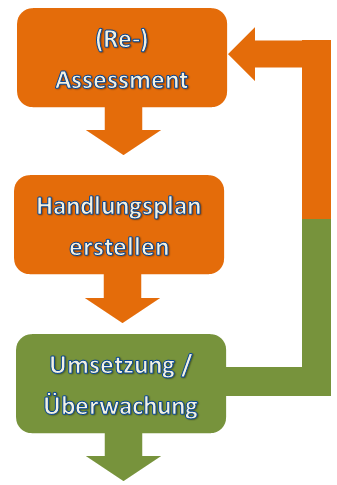 (Re-)
Assessment
Handlungsplan
erstellen
Umsetzung /
Überwachung